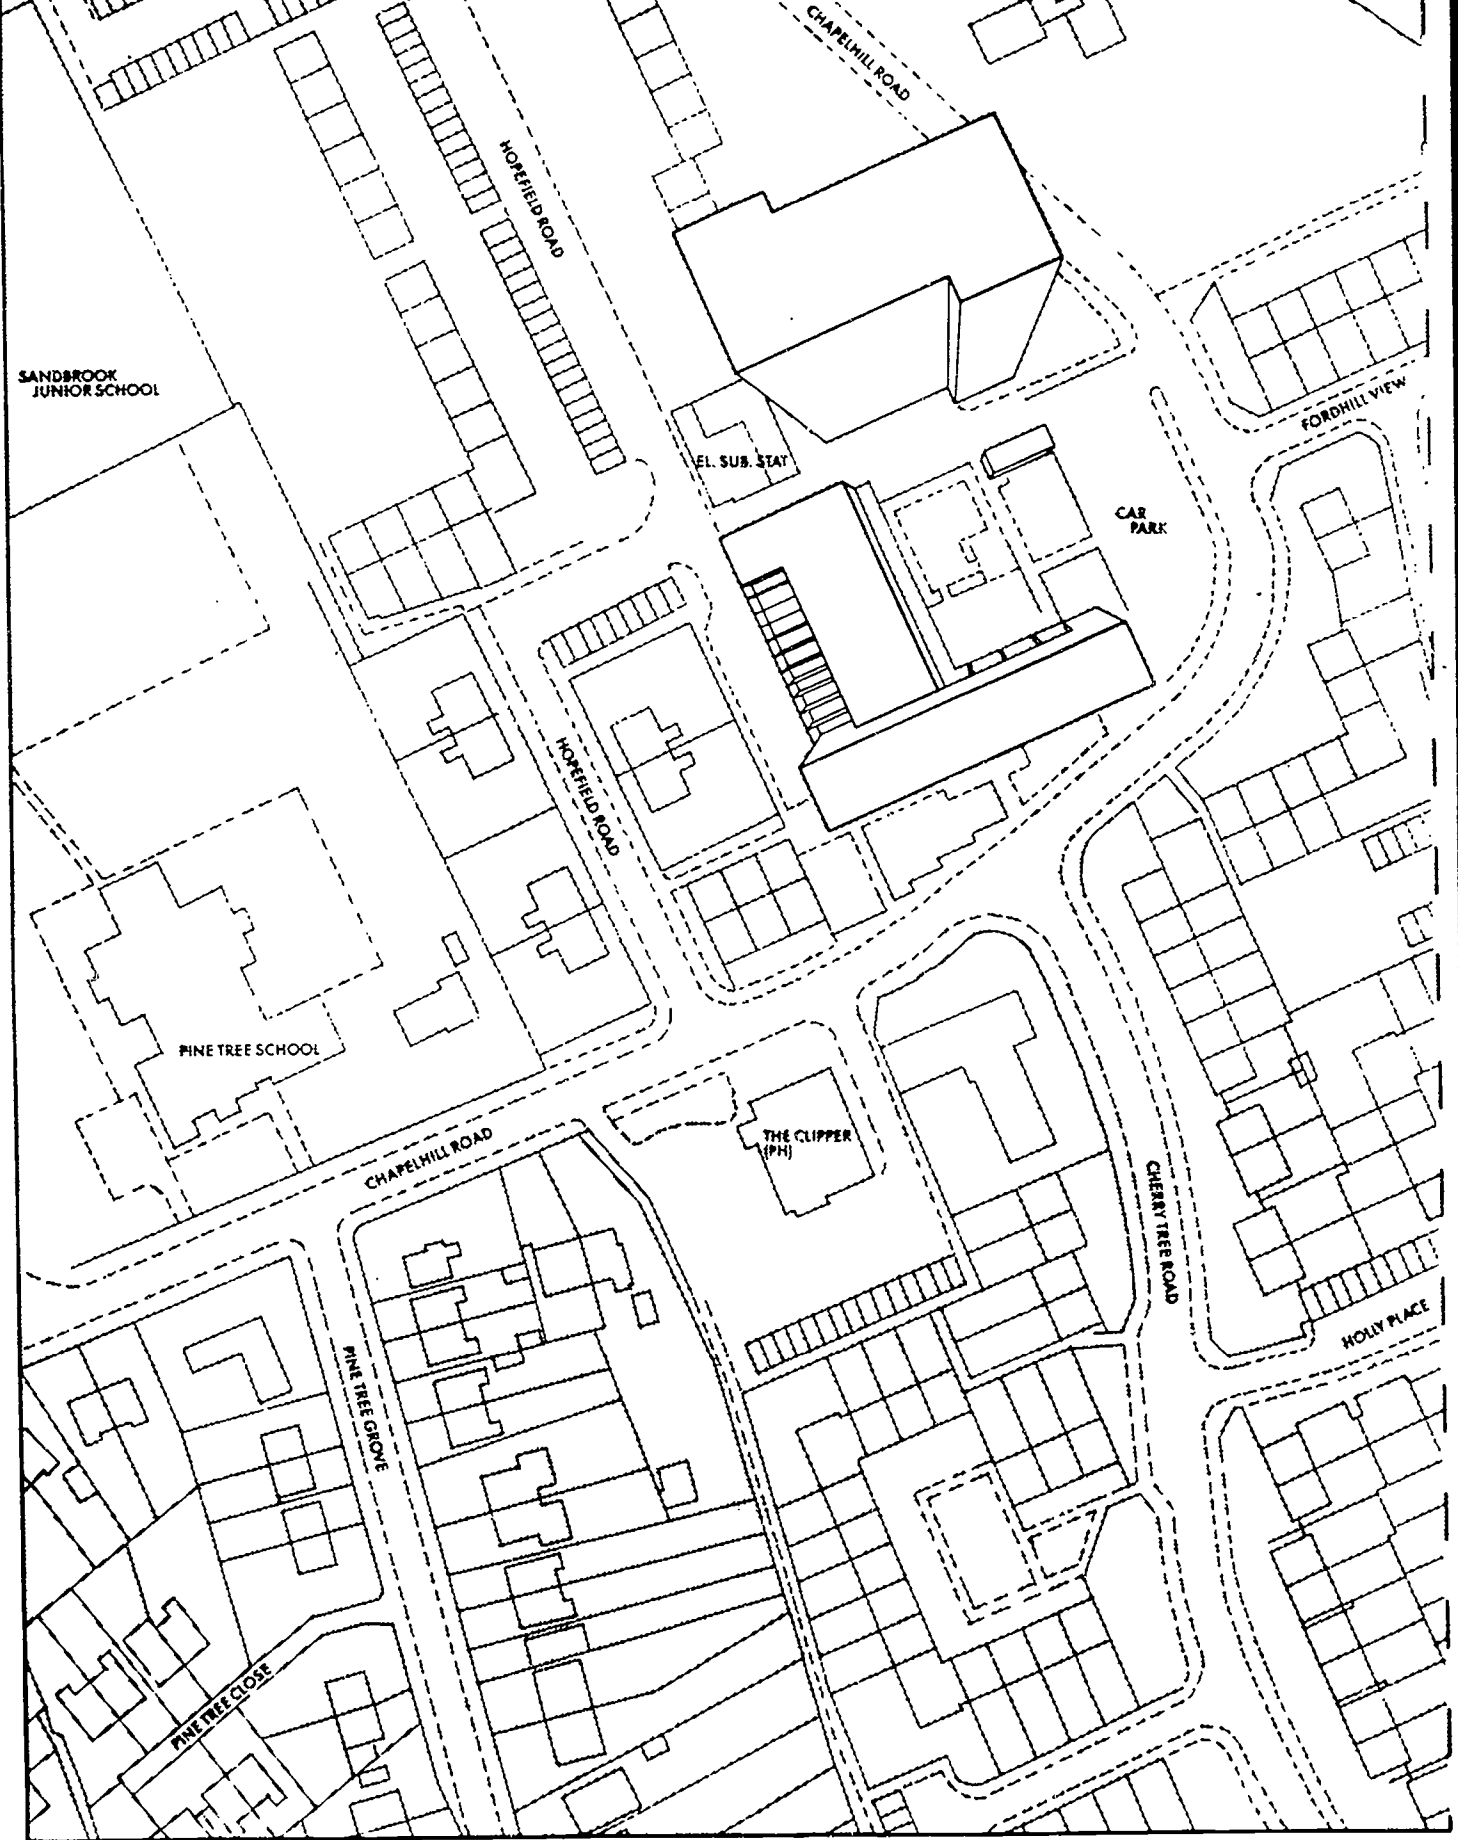 CHAPELHILL ROAD
HOPEFIELD ROAD
SANDBROOK
JUNIOR SCHOOL
FORDHILL VIEW
EL. SUB. STAT
CAR
PARK
HOPEFIELD ROAD
PINE TREE SCHOOL
CHAPELHILL ROAD
THE CLIPPER
(PH)
CHERRY TREE ROAD
HOLLY PLACE
PINE TREE GROVE
PINE TREE CLOSE